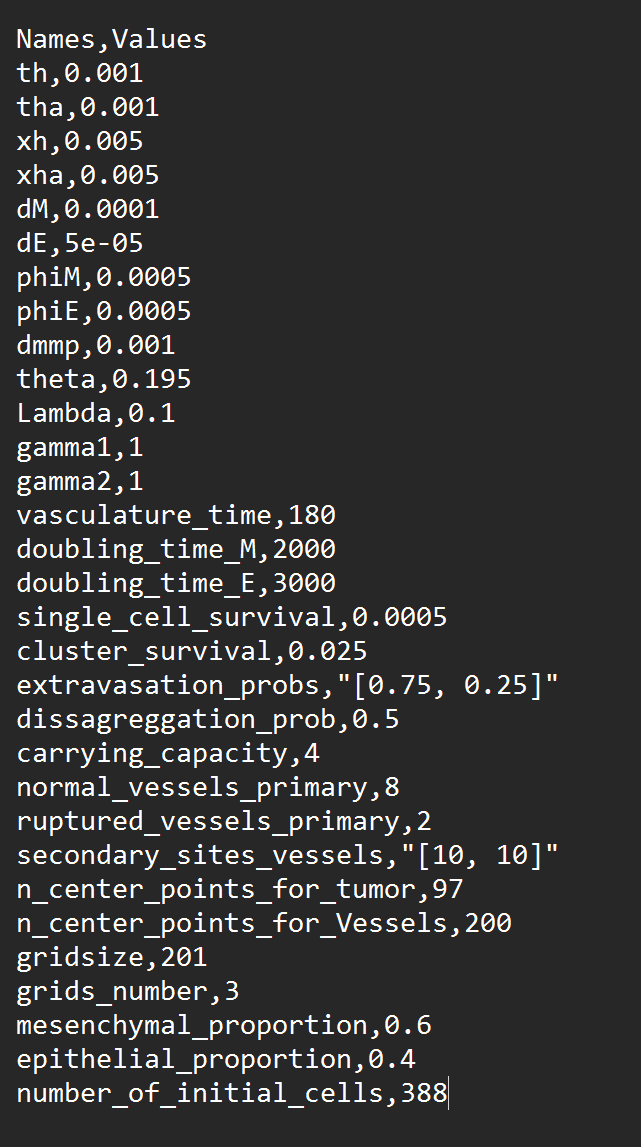 Names,Values
th,0.001
tha,0.001
xh,0.005
xha,0.005
dM,0.0001
dE,5e-05
phiM,0.0005
phiE,0.0005
dmmp,0.001
theta,0.195
Lambda,0.1
gamma1,1
gamma2,1
vasculature_time,180
doubling_time_M,2000
doubling_time_E,3000
single_cell_survival,0.0005
cluster_survival,0.025
extravasation_probs,"[0.75, 0.25]"
dissagreggation_prob,0.5
carrying_capacity,4
normal_vessels_primary,8
ruptured_vessels_primary,2
secondary_sites_vessels,"[10, 10]"
n_center_points_for_tumor,97
n_center_points_for_Vessels,200
gridsize,201
grids_number,3
mesenchymal_proportion,0.6
epithelial_proportion,0.4
number_of_initial_cells,388